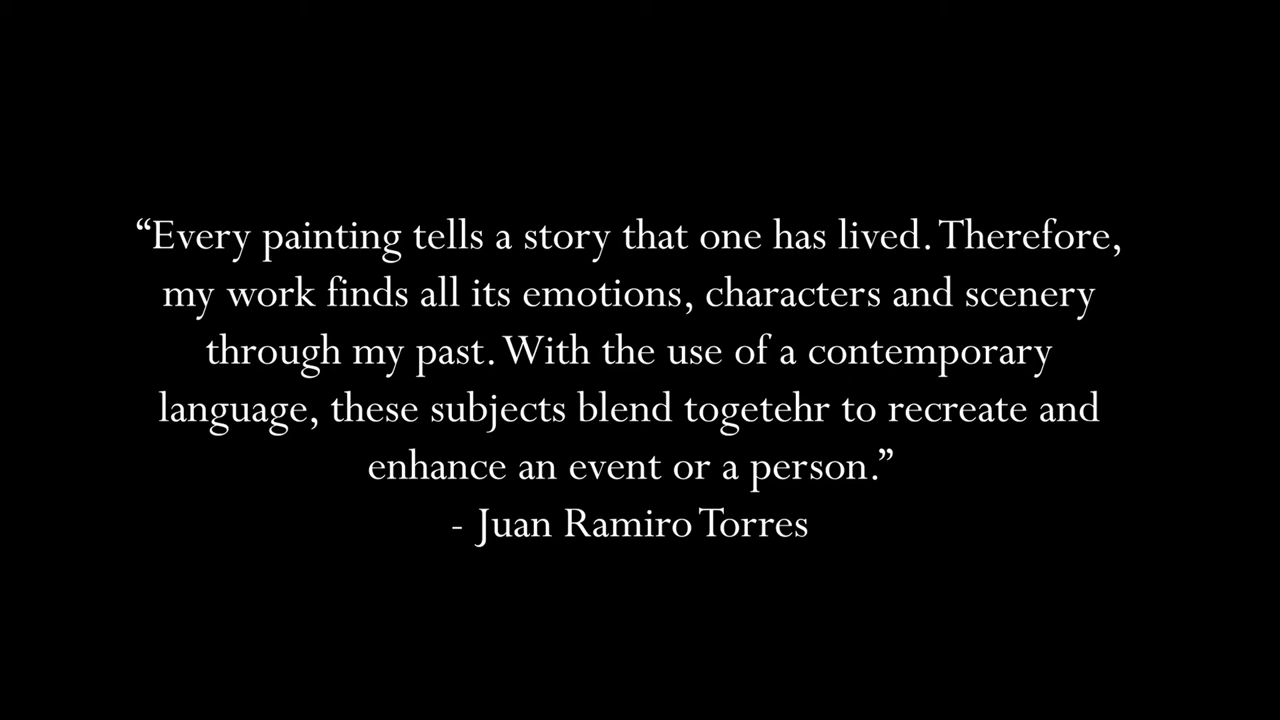 “Every painting tells a story that one has lived. Therefore,
my work finds all its emotions, characters and scenery
through my past. With the use of a contemporary
language, these subjects blend togetehr to recreate and
enhance an event or a person.”
- Juan Ramiro Torres